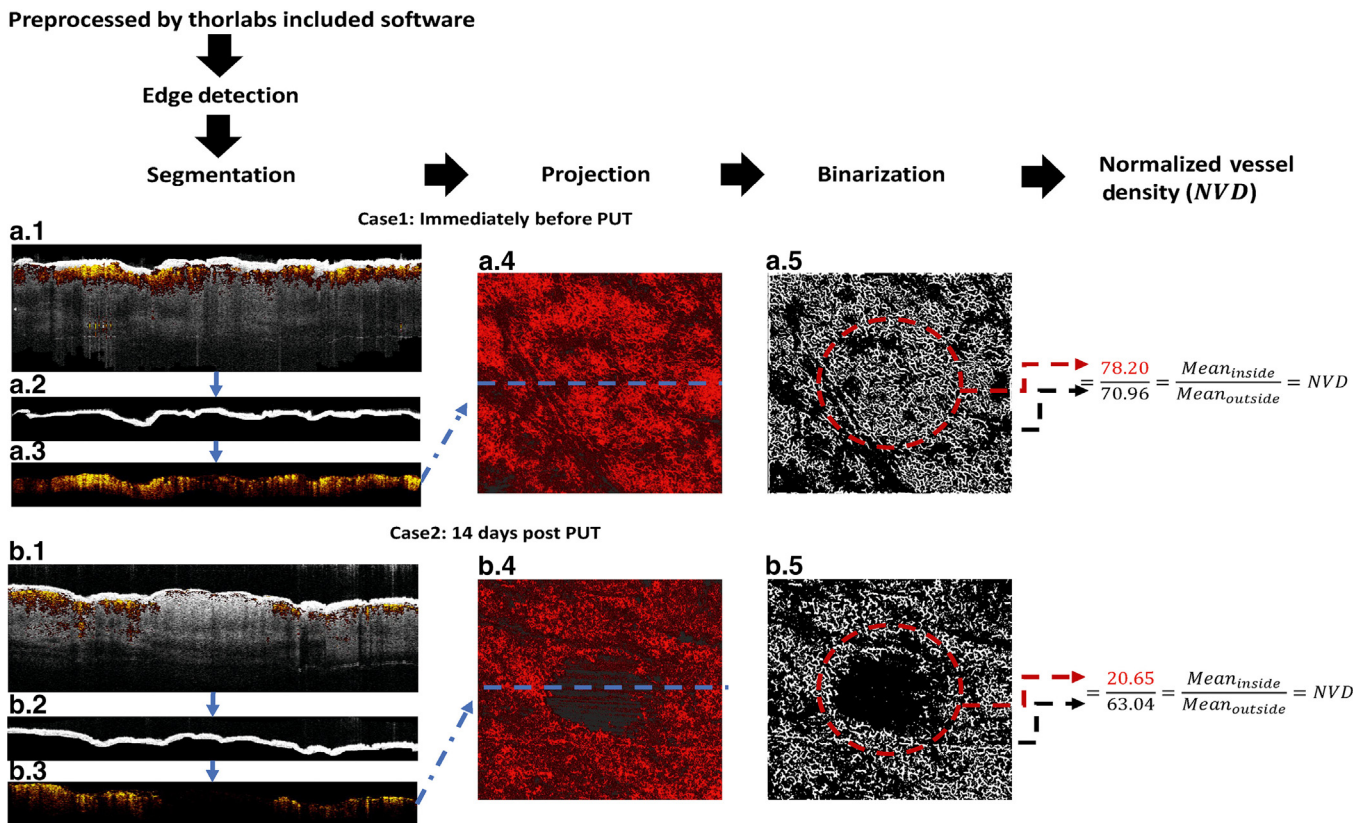 Preprocessed by thorlabs included software
Edge detection
Segmentation
Projection
Binarization
Normalized vessel
density (NVD)
Case1: Immediately before PUT
a.1
a.2
a.3
a.4
a.5
= 78.20 / 70.96 = Mean_inside / Mean_outside = NVD
Case2: 14 days post PUT
b.1
b.2
b.3
b.4
b.5
= 20.65 / 63.04 = Mean_inside / Mean_outside = NVD